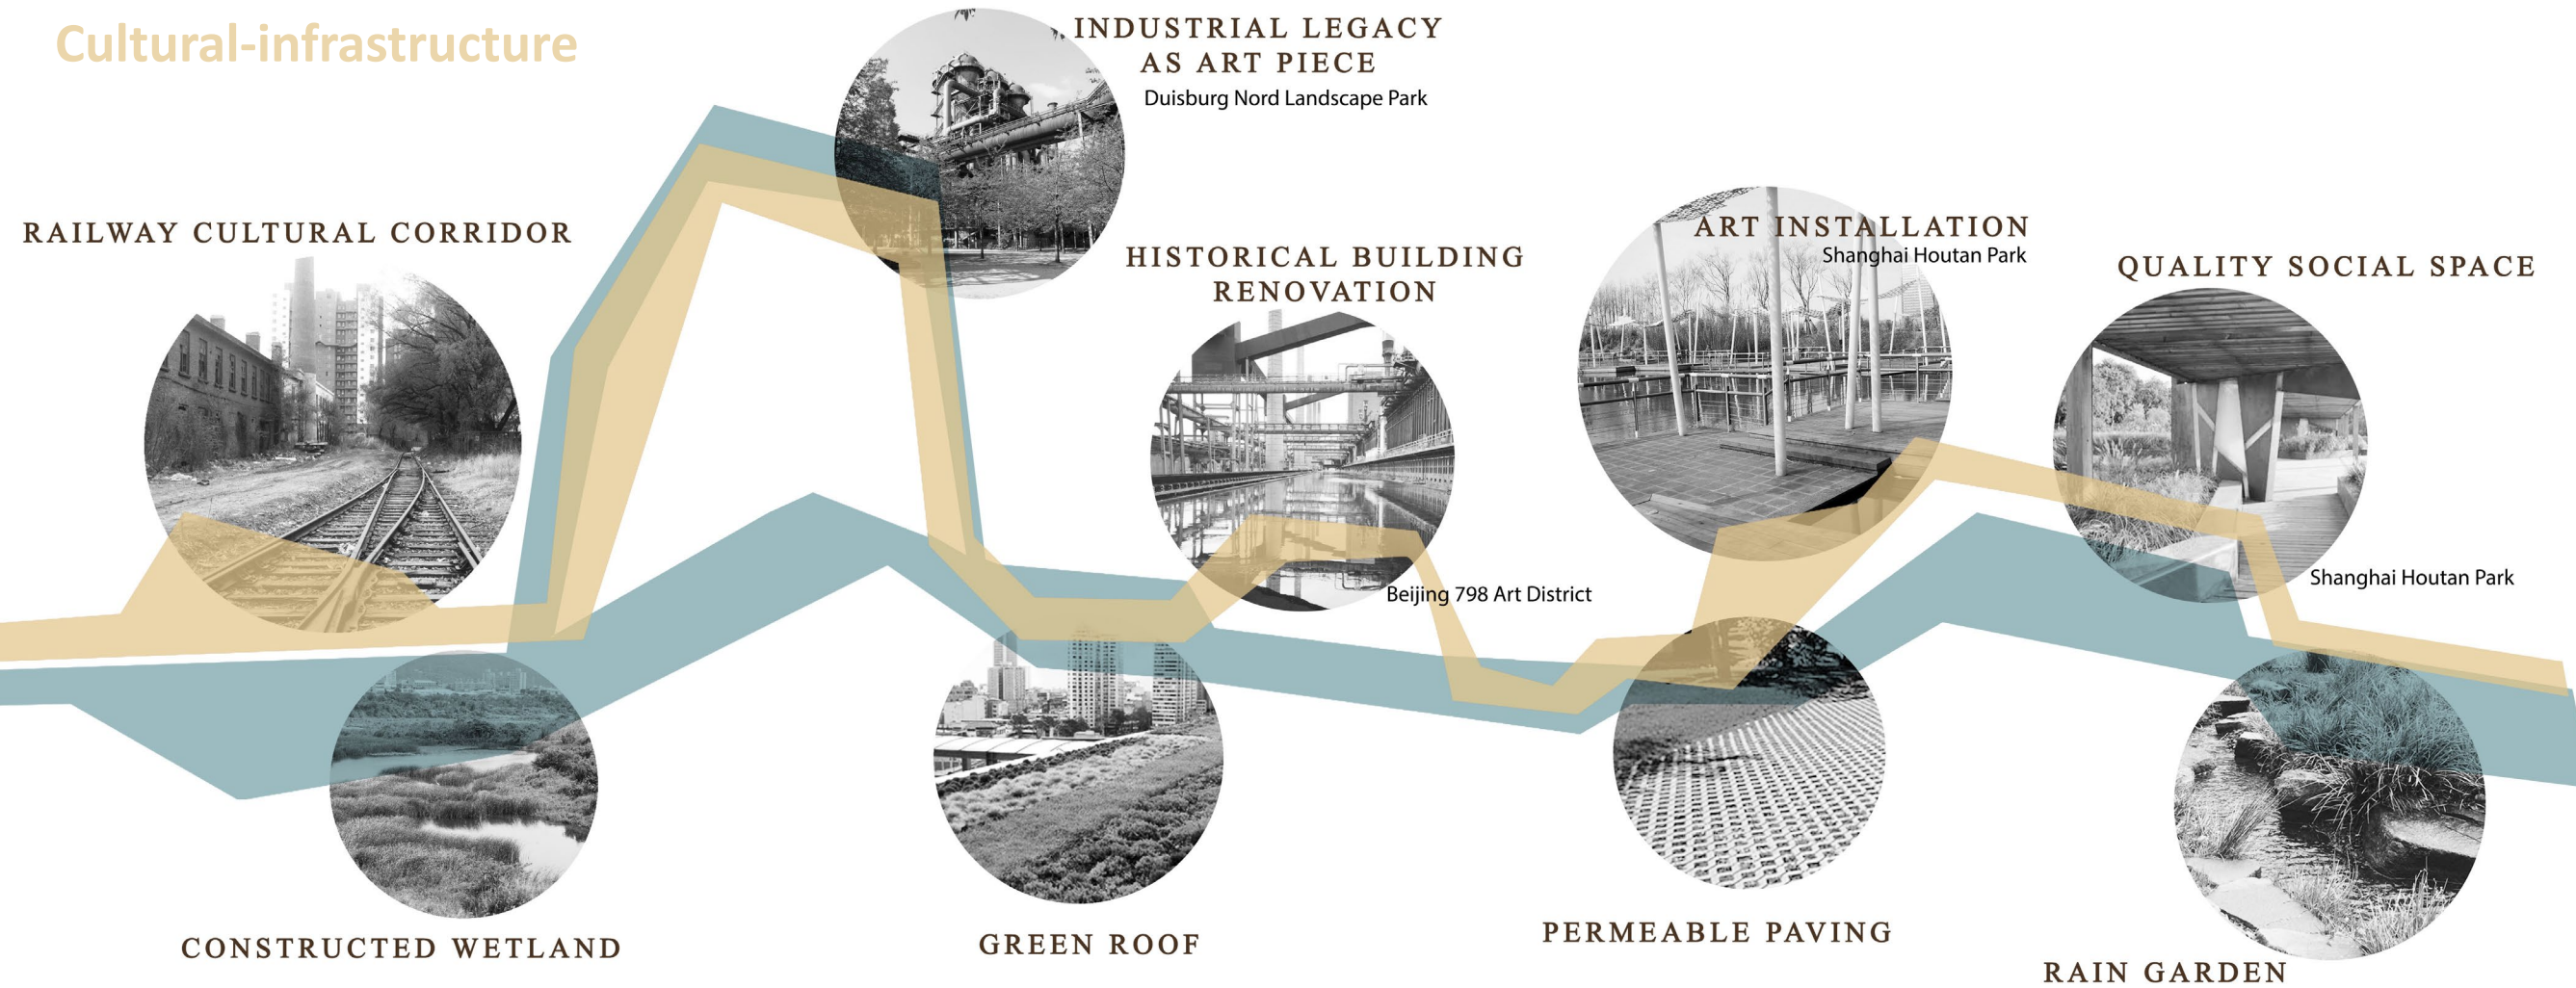 Cultural-infrastructure
INDUSTRIAL LEGACY
AS ART PIECE
Duisburg Nord Landscape Park
RAILWAY CULTURAL CORRIDOR
HISTORICAL BUILDING
RENOVATION
Beijing 798 Art District
ART INSTALLATION
Shanghai Houtan Park
QUALITY SOCIAL SPACE
Shanghai Houtan Park
CONSTRUCTED WETLAND
GREEN ROOF
PERMEABLE PAVING
RAIN GARDEN